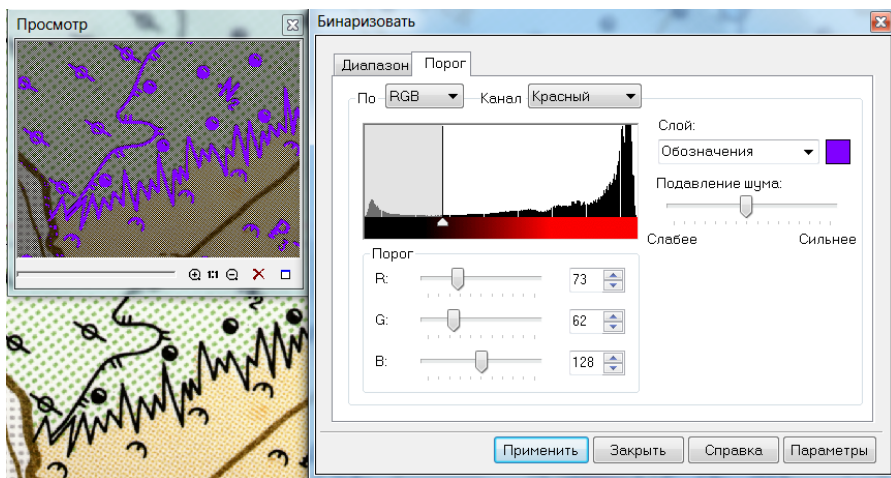 Просмотр
1:1
Бинаризовать
Диапазон Порог
По RGB Канал Красный
Слой:
Обозначения
Подавление шума:
Слабее Сильнее
Порог
R: 73
G: 62
B: 128
Применить Закрыть Справка Параметры